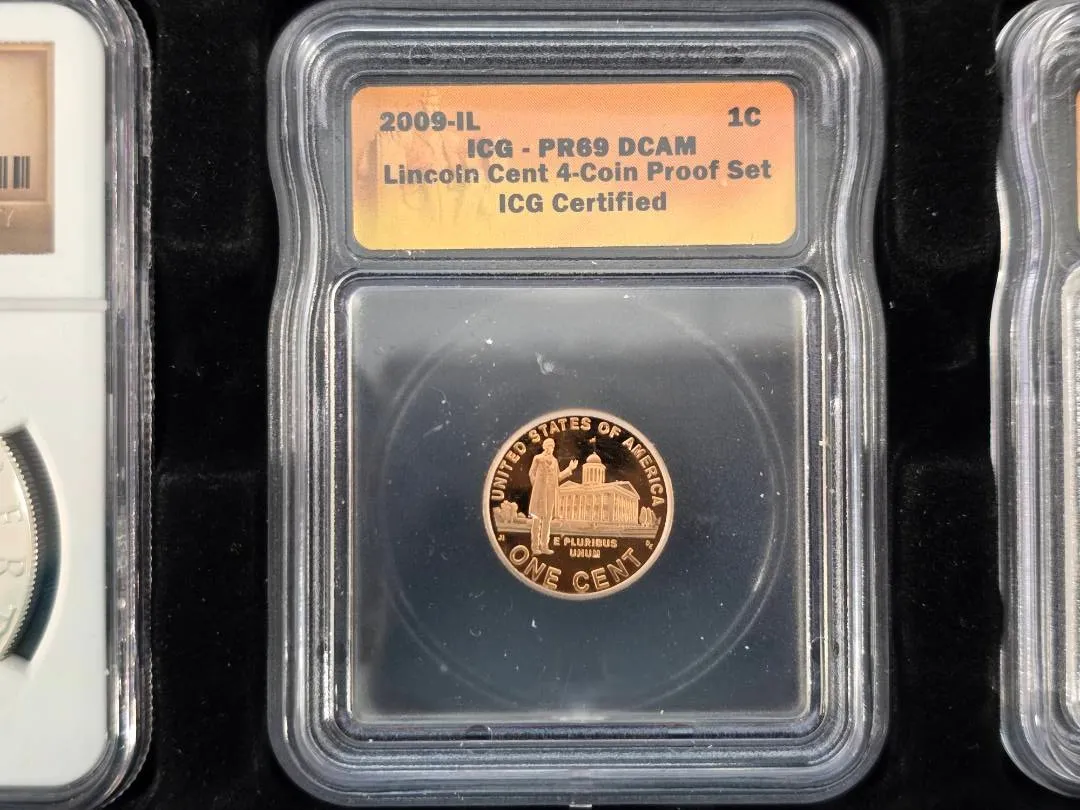 2009-IL 1C
ICG - PR69 DCAM
Lincoln Cent 4-Coin Proof Set
ICG Certified
UNITED STATES OF AMERICA
E PLURIBUS
UNUM
ONE CENT
7